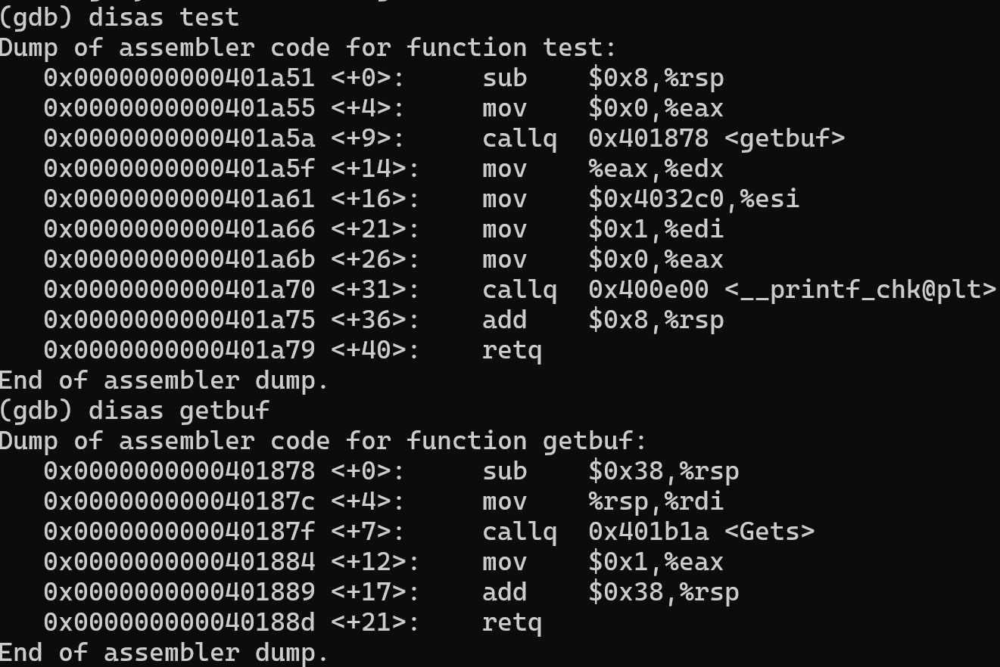 (gdb) disas test
Dump of assembler code for function test:
   0x0000000000401a51 <+0>:     sub    $0x8,%rsp
   0x0000000000401a55 <+4>:     mov    $0x0,%eax
   0x0000000000401a5a <+9>:     callq  0x401878 <getbuf>
   0x0000000000401a5f <+14>:    mov    %eax,%edx
   0x0000000000401a61 <+16>:    mov    $0x4032c0,%esi
   0x0000000000401a66 <+21>:    mov    $0x1,%edi
   0x0000000000401a6b <+26>:    mov    $0x0,%eax
   0x0000000000401a70 <+31>:    callq  0x400e00 <__printf_chk@plt>
   0x0000000000401a75 <+36>:    add    $0x8,%rsp
   0x0000000000401a79 <+40>:    retq
End of assembler dump.
(gdb) disas getbuf
Dump of assembler code for function getbuf:
   0x0000000000401878 <+0>:     sub    $0x38,%rsp
   0x000000000040187c <+4>:     mov    %rsp,%rdi
   0x000000000040187f <+7>:     callq  0x401b1a <Gets>
   0x0000000000401884 <+12>:    mov    $0x1,%eax
   0x0000000000401889 <+17>:    add    $0x38,%rsp
   0x000000000040188d <+21>:    retq
End of assembler dump.